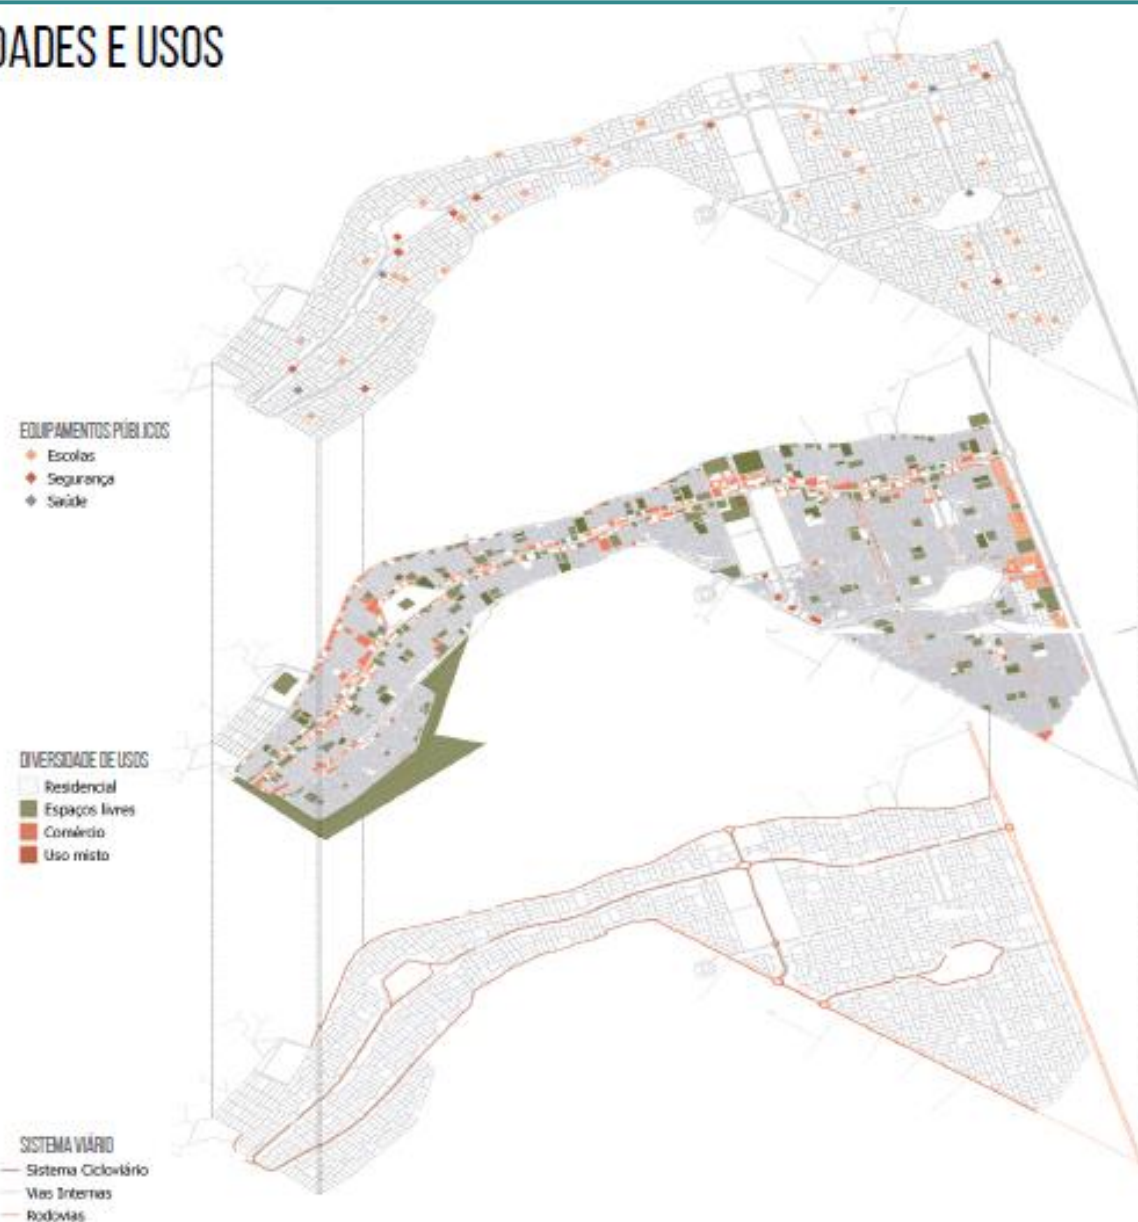 DADES E USOS
EQUIPAMENTOS PÚBLICOS
Escolas
Segurança
Saúde
DIVERSIDADE DE USOS
Residencial
Espaços livres
Comércio
Uso misto
SISTEMA VIÁRIO
Sistema Cicloviário
Vias Internas
Rodovias